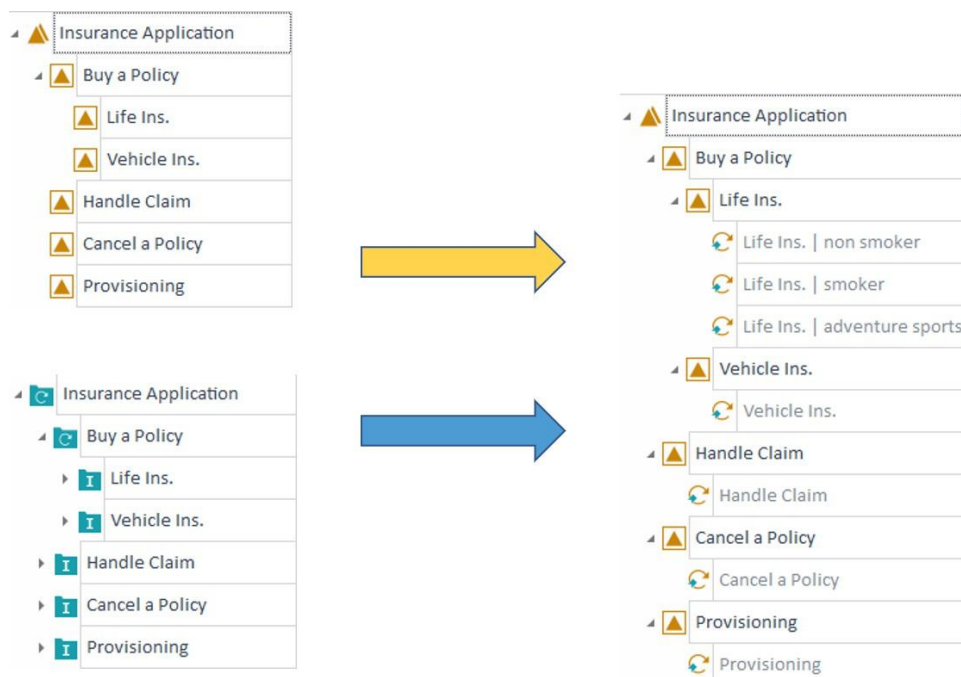 Insurance Application
Buy a Policy
Life Ins.
Vehicle Ins.
Handle Claim
Cancel a Policy
Provisioning
Insurance Application
Buy a Policy
Life Ins.
Vehicle Ins.
Handle Claim
Cancel a Policy
Provisioning
Insurance Application
Buy a Policy
Life Ins.
Life Ins. | non smoker
Life Ins. | smoker
Life Ins. | adventure sports
Vehicle Ins.
Vehicle Ins.
Handle Claim
Handle Claim
Cancel a Policy
Cancel a Policy
Provisioning
Provisioning